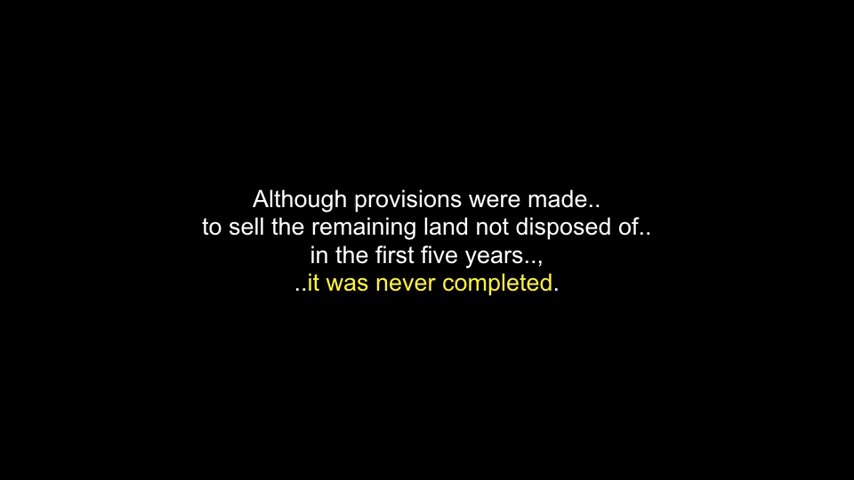 Although provisions were made..
to sell the remaining land not disposed of..
in the first five years..,
..it was never completed.